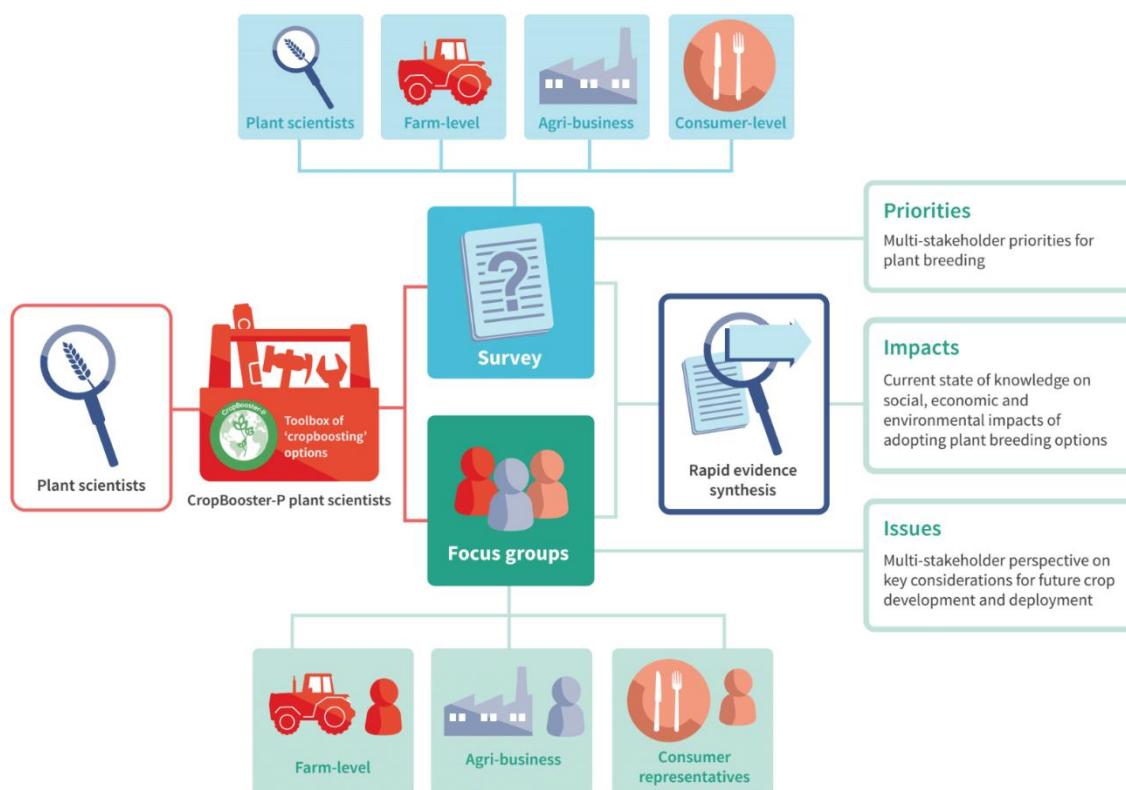 Plant scientists
Farm-level
Agri-business
Consumer-level
Survey
Priorities
Multi-stakeholder priorities for
plant breeding
Plant scientists
CropBooster-P
Toolbox of
‘cropboosting’
options
CropBooster-P plant scientists
Rapid evidence
synthesis
Impacts
Current state of knowledge on
social, economic and
environmental impacts of
adopting plant breeding options
Focus groups
Issues
Multi-stakeholder perspective on
key considerations for future crop
development and deployment
Farm-level
Agri-business
Consumer
representatives